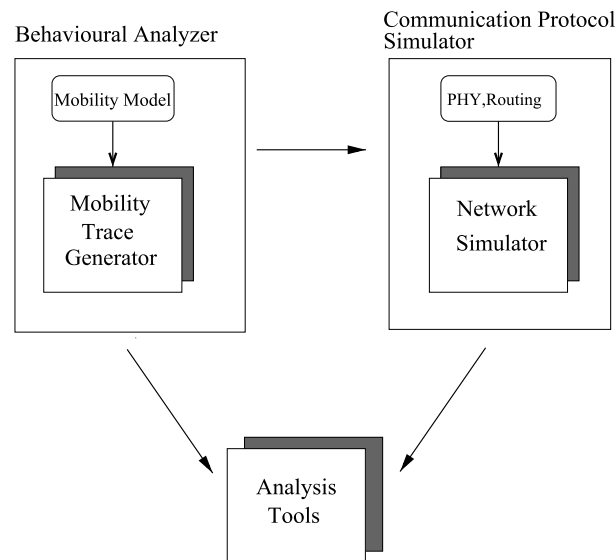 Behavioural Analyzer
Communication Protocol
Simulator
Mobility Model
PHY,Routing
Mobility
Trace
Generator
Network
Simulator
Analysis
Tools